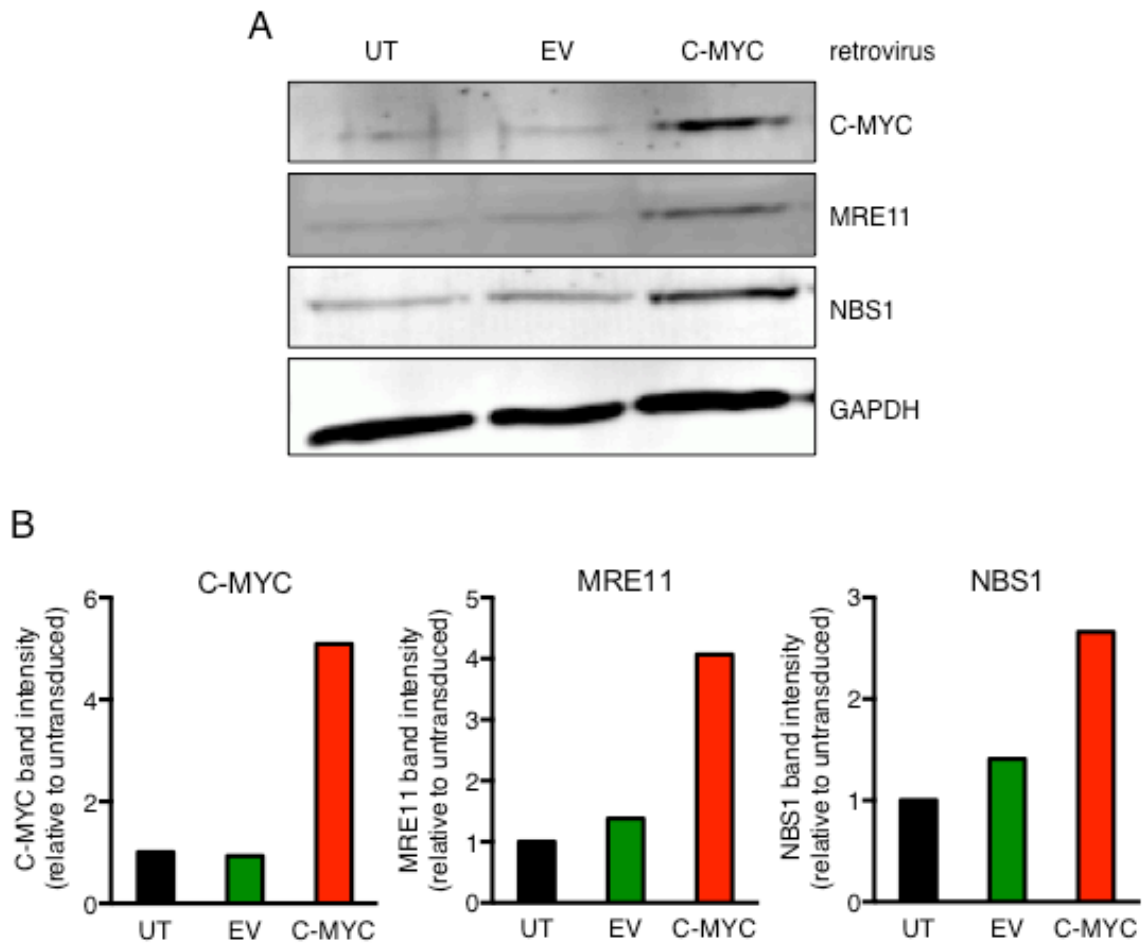 A
UT EV C-MYC retrovirus
C-MYC
MRE11
NBS1
GAPDH
B
C-MYC
C-MYC band intensity
(relative to untransduced)
6
4
2
0
UT EV C-MYC
MRE11
MRE11 band intensity
(relative to untransduced)
5
4
3
2
1
0
UT EV C-MYC
NBS1
NBS1 band intensity
(relative to untransduced)
3
2
1
0
UT EV C-MYC